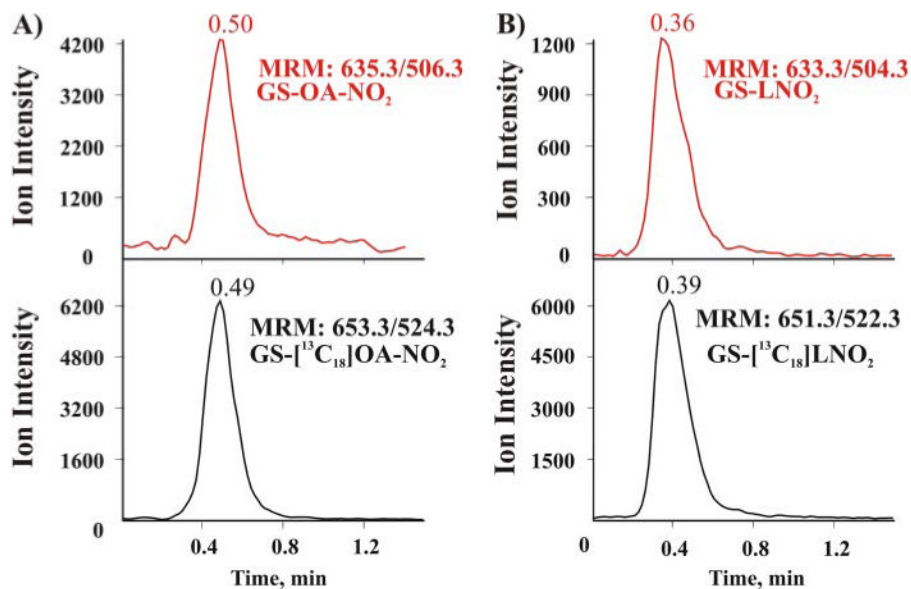 A)
0.50
4200
3200
2200
1200
0
Ion Intensity
MRM: 635.3/506.3
GS-OA-NO₂
0.49
6200
4800
3200
1600
0
Ion Intensity
MRM: 653.3/524.3
GS-[¹³C₁₈]OA-NO₂
0.4
0.8
1.2
Time, min
B)
0.36
1200
900
600
300
0
Ion Intensity
MRM: 633.3/504.3
GS-LNO₂
0.39
6000
4500
3000
1500
Ion Intensity
MRM: 651.3/522.3
GS-[¹³C₁₈]LNO₂
0
0.4
0.8
1.2
Time, min